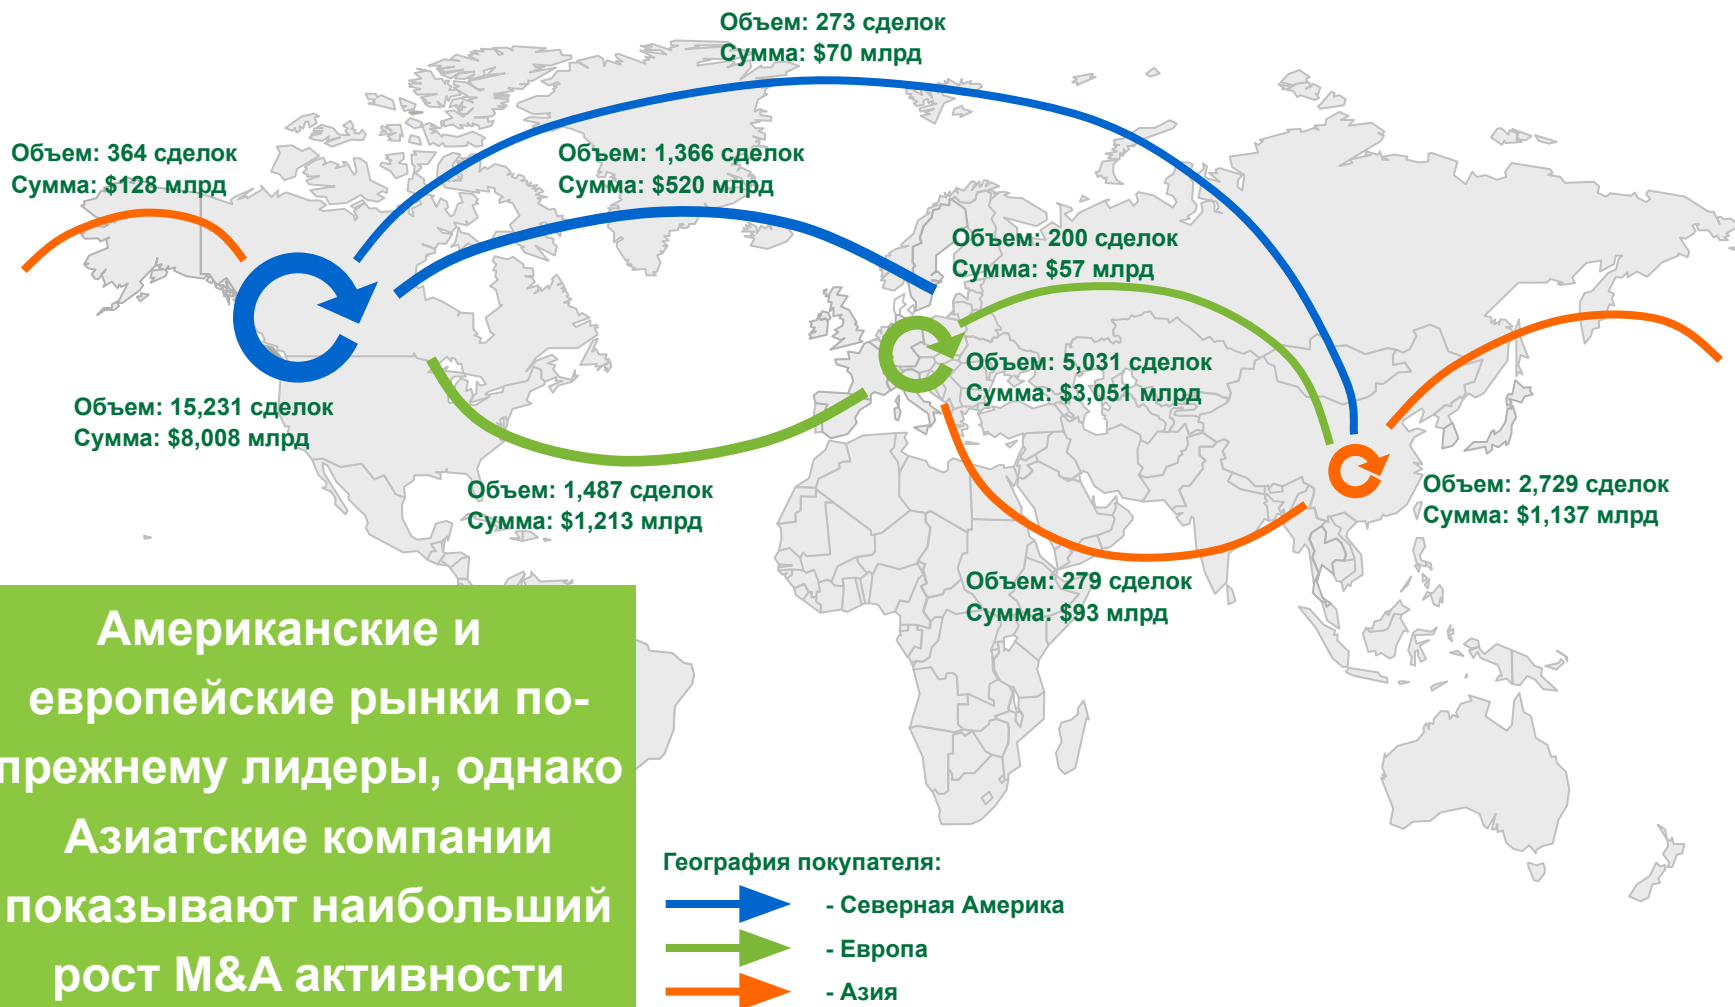 Объем: 273 сделок
Сумма: $70 млрд
Объем: 364 сделок
Сумма: $128 млрд
Объем: 1,366 сделок
Сумма: $520 млрд
Объем: 200 сделок
Сумма: $57 млрд
Объем: 5,031 сделок
Сумма: $3,051 млрд
Объем: 15,231 сделок
Сумма: $8,008 млрд
Объем: 1,487 сделок
Сумма: $1,213 млрд
Объем: 2,729 сделок
Сумма: $1,137 млрд
Объем: 279 сделок
Сумма: $93 млрд
Американские и
европейские рынки по-
прежнему лидеры, однако
Азиатские компании
показывают наибольший
рост M&A активности
География покупателя:
- Северная Америка
- Европа
- Азия